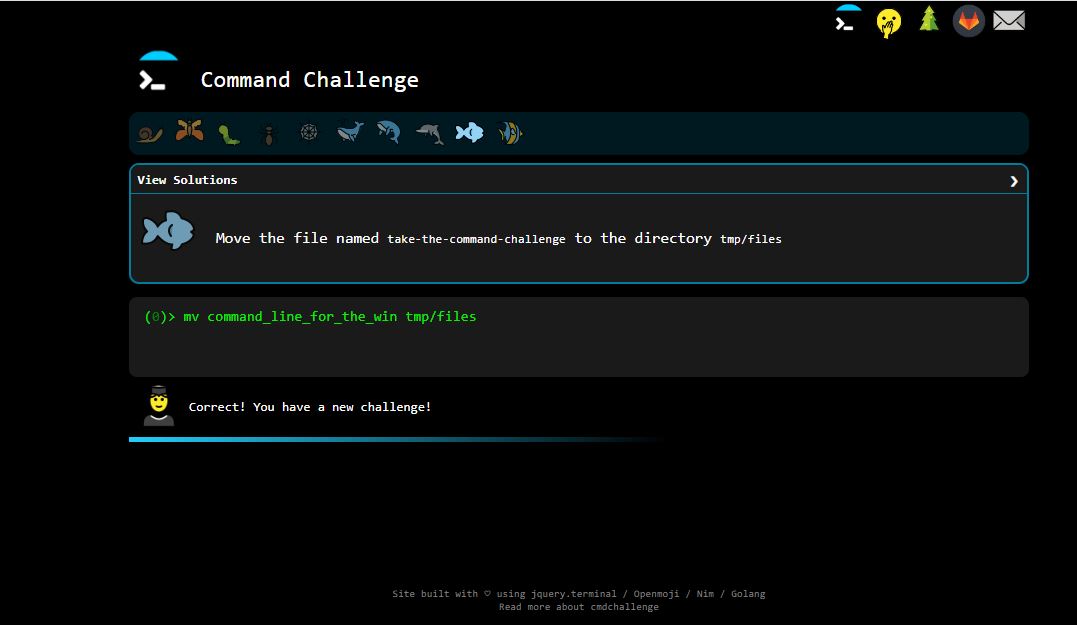 Command Challenge
View Solutions
Move the file named take-the-command-challenge to the directory tmp/files
(0)> mv command_line_for_the_win tmp/files
Correct! You have a new challenge!
Site built with ♡ using jquery.terminal / Openmoji / Nim / Golang
Read more about cmdchallenge